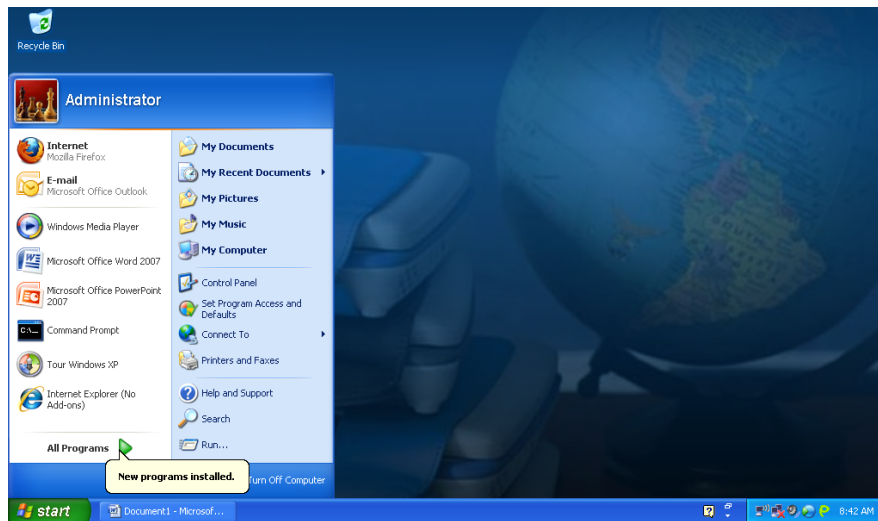 Recycle Bin
Administrator
Internet
Mozilla Firefox
E-mail
Microsoft Office Outlook
Windows Media Player
Microsoft Office Word 2007
Microsoft Office PowerPoint
2007
C:\_
Command Prompt
Tour Windows XP
Internet Explorer (No
Add-ons)
All Programs
My Documents
My Recent Documents
My Pictures
My Music
My Computer
Control Panel
Set Program Access and
Defaults
Connect To
Printers and Faxes
Help and Support
Search
Run...
New programs installed.
Turn Off Computer
start
Document1 - Microsof...
8:42 AM